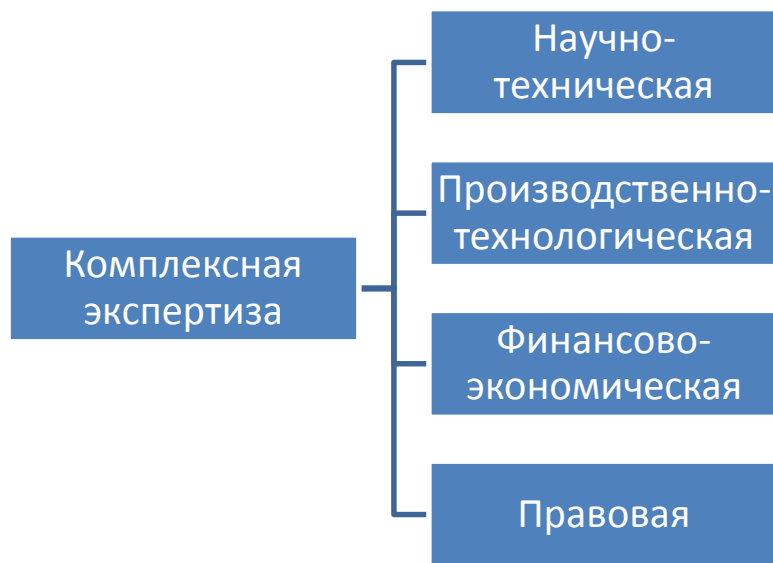 Научно-
техническая
Производственно-
технологическая
Комплексная
экспертиза
Финансово-
экономическая
Правовая